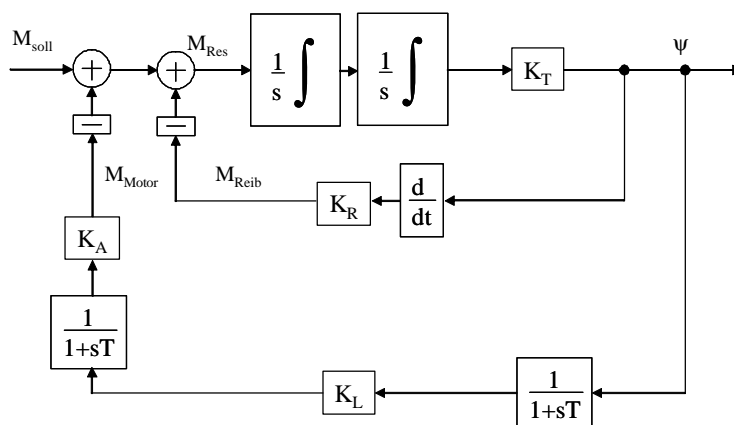 M_soll
+
+
M_Res
1/s ∫
1/s ∫
K_T
ψ
−
−
M_Motor
M_Reib
K_R
d/dt
K_A
1/1+sT
K_L
1/1+sT